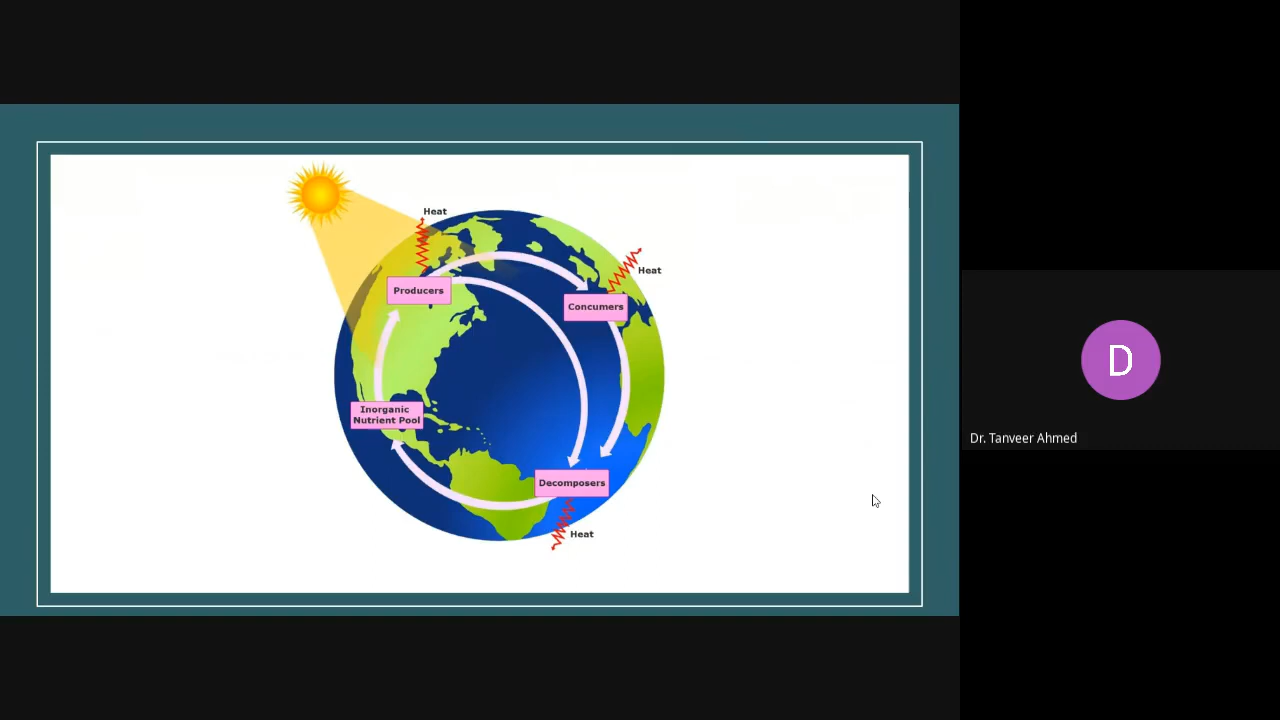 Heat
Heat
Producers
Concumers
Inorganic
Nutrient Pool
Decomposers
Heat
D
Dr. Tanveer Ahmed